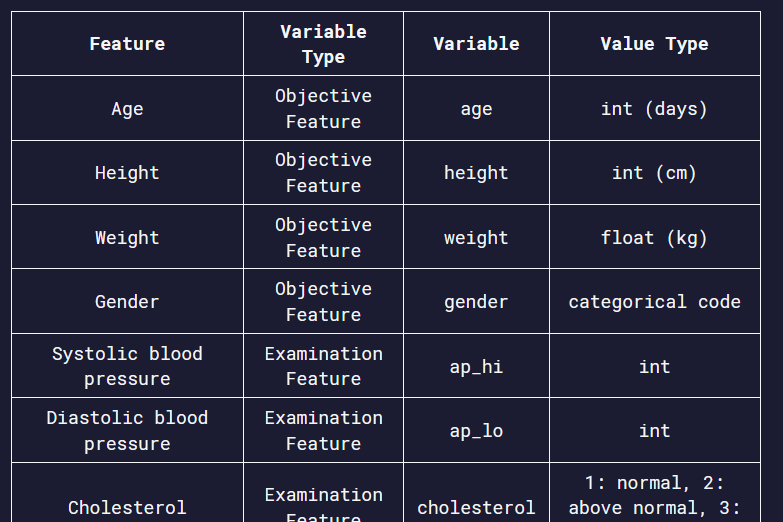 Feature Variable Type Variable Value Type
Age Objective Feature age int (days)
Height Objective Feature height int (cm)
Weight Objective Feature weight float (kg)
Gender Objective Feature gender categorical code
Systolic blood pressure Examination Feature ap_hi int
Diastolic blood pressure Examination Feature ap_lo int
Cholesterol Examination Feature cholesterol 1: normal, 2: above normal, 3: